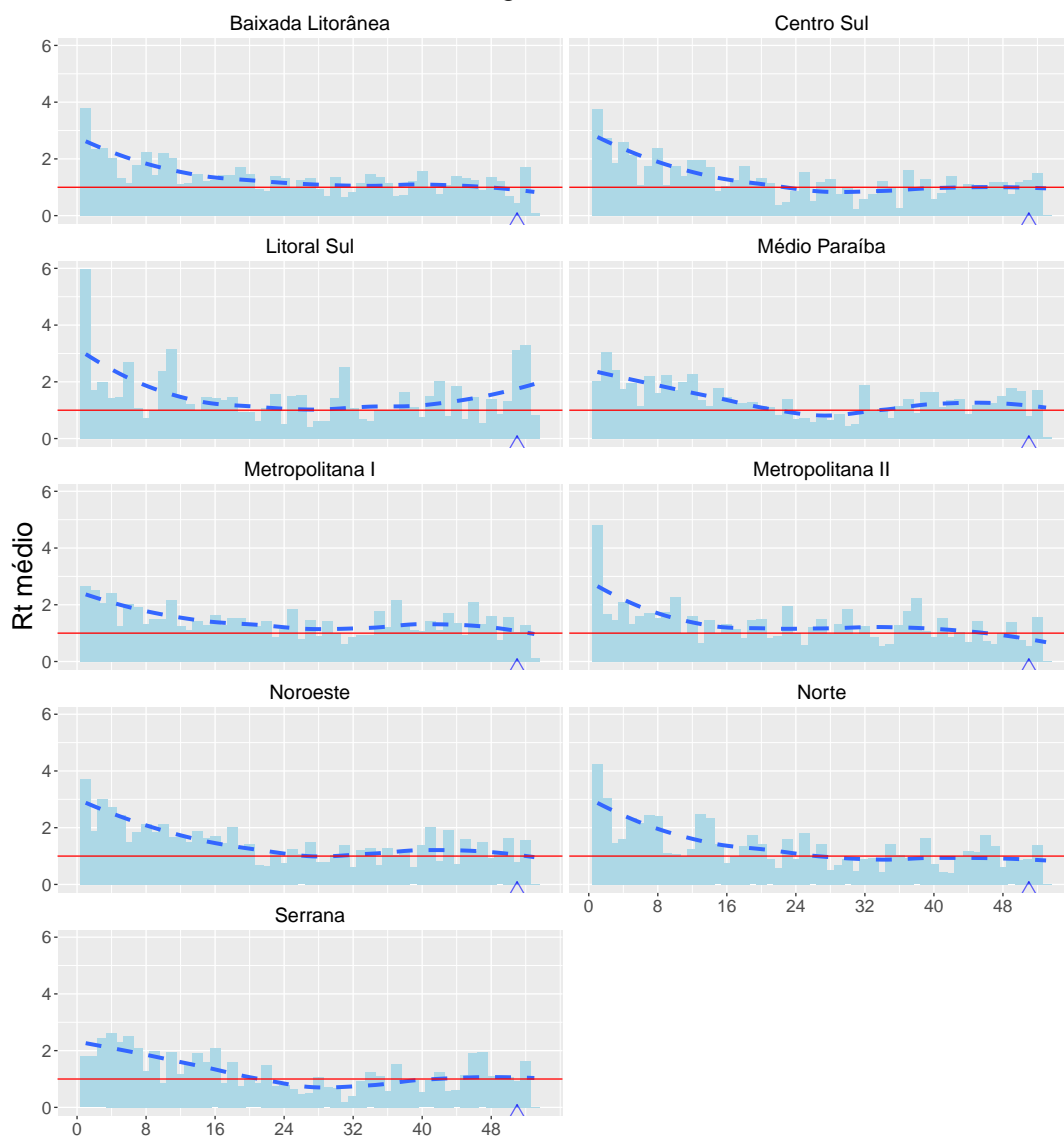 Baixada Litorânea
Centro Sul
6
4
2
0
Litoral Sul
Médio Paraíba
6
4
2
0
Metropolitana I
Metropolitana II
6
4
2
0
Rt médio
Noroeste
Norte
6
4
2
0
0 8 16 24 32 40 48
Serrana
6
4
2
0
0 8 16 24 32 40 48